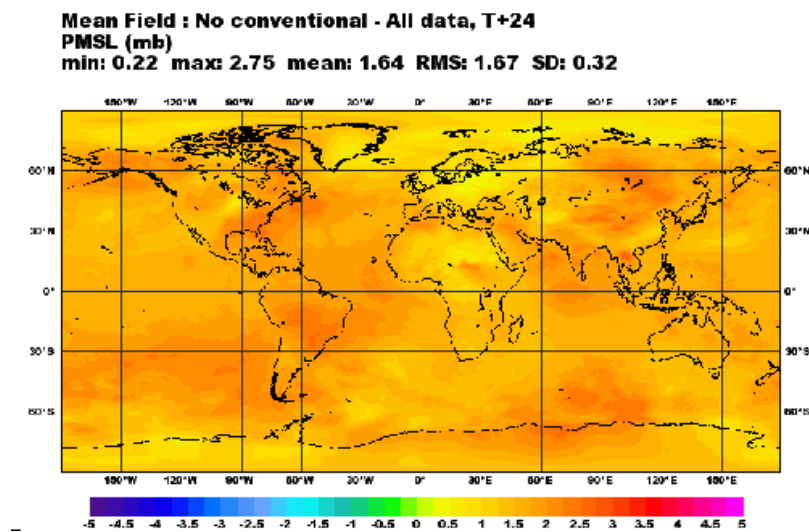 Mean Field : No conventional - All data, T+24
PMSL (mb)
min: 0.22 max: 2.75 mean: 1.64 RMS: 1.67 SD: 0.32
150°W 120°W 90°W 60°W 30°W 0° 30°E 60°E 90°E 120°E 150°E
60°N 60°N
30°N 30°N
0° 0°
30°S 30°S
60°S 60°S
150°W 120°W 90°W 60°W 30°W 0° 30°E 60°E 90°E 120°E 150°E
-5 -4.5 -4 -3.5 -3 -2.5 -2 -1.5 -1 -0.5 0 0.5 1 1.5 2 2.5 3 3.5 4 4.5 5